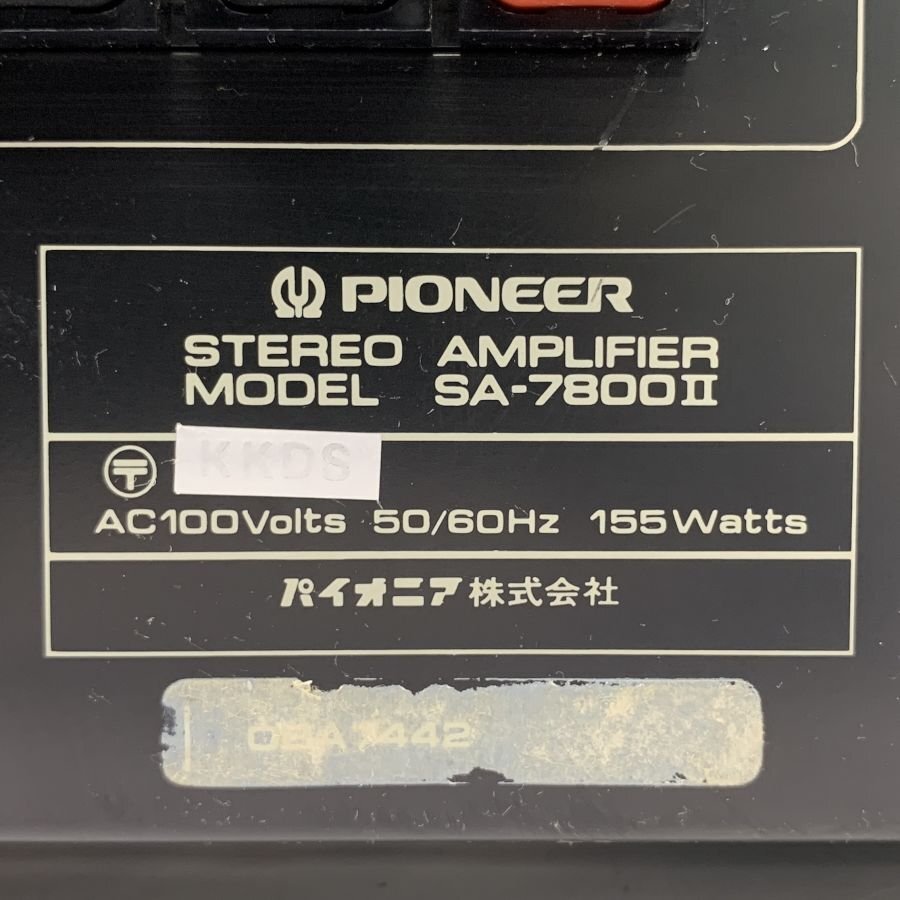 PIONEER
STEREO AMPLIFIER
MODEL SA-7800II
〒 KKDS
AC100Volts 50/60Hz 155Watts
パイオニア株式会社